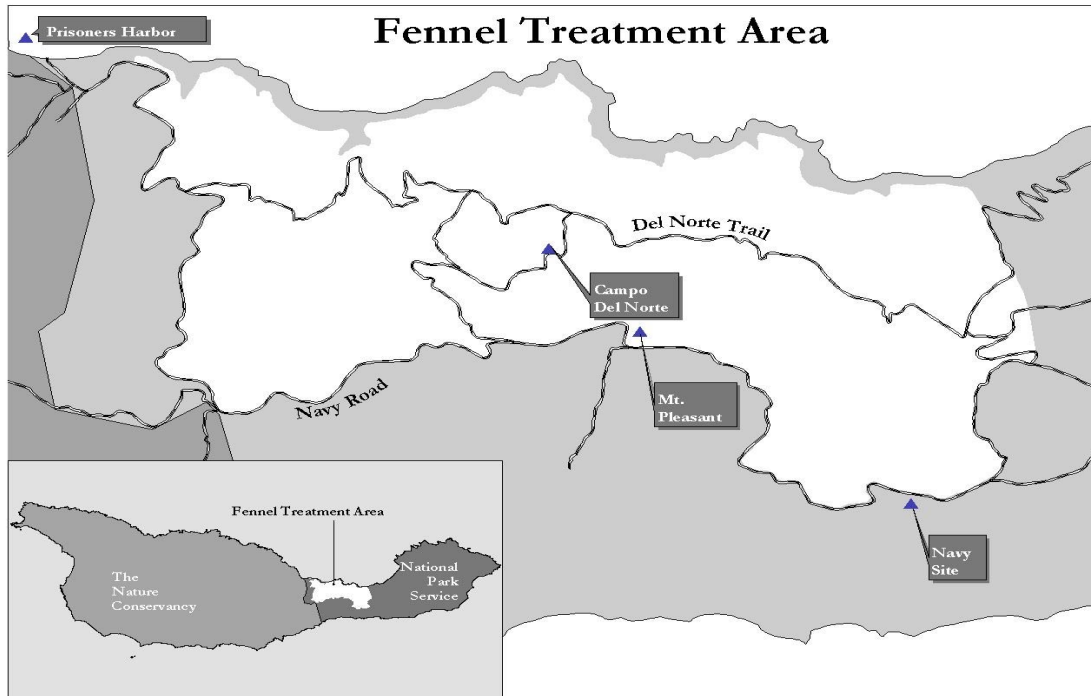 Prisoners Harbor
Fennel Treatment Area
Del Norte Trail
Campo
Del Norte
Mt.
Pleasant
Navy Road
Navy
Site
Fennel Treatment Area
The
Nature
Conservancy
National
Park
Service